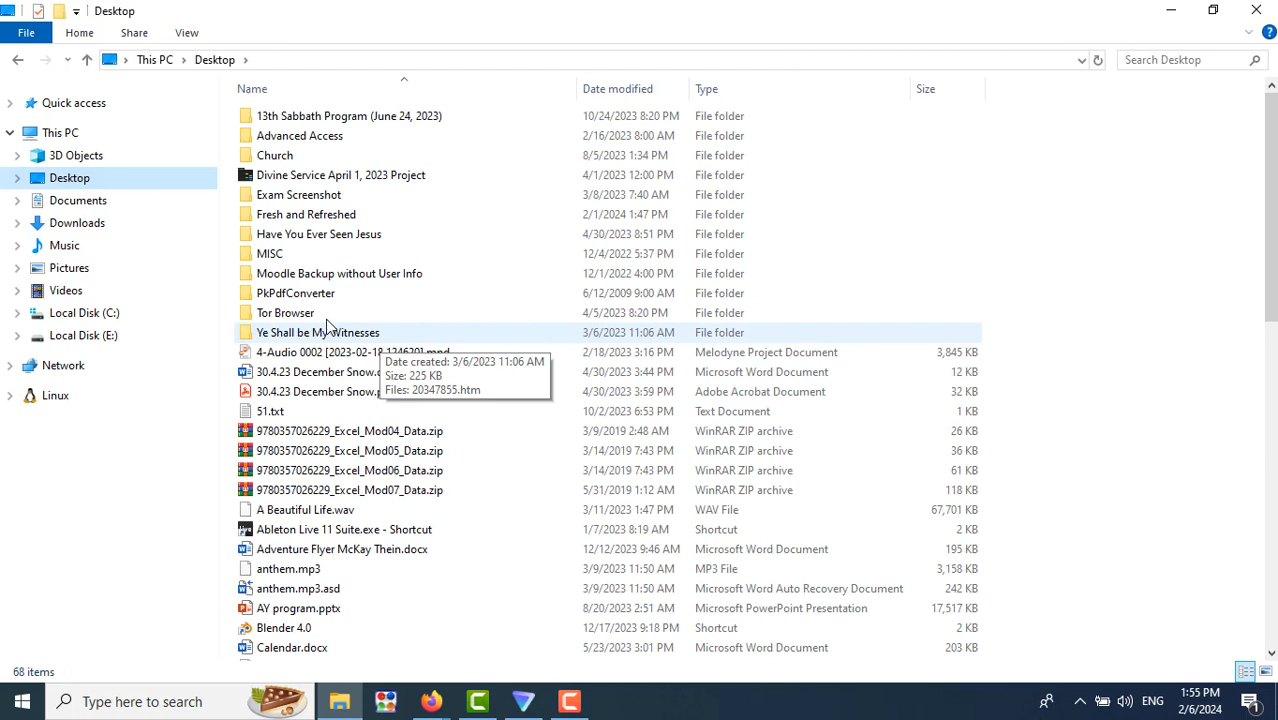 Desktop
File Home Share View
This PC Desktop Search Desktop
Name Date modified Type Size
Quick access
This PC
3D Objects
Desktop
Documents
Downloads
Music
Pictures
Videos
Local Disk (C:)
Local Disk (E:)
Network
Linux
13th Sabbath Program (June 24, 2023) 10/24/2023 8:20 PM File folder
Advanced Access 2/16/2023 8:00 AM File folder
Church 8/5/2023 1:34 PM File folder
Divine Service April 1, 2023 Project 4/1/2023 12:00 PM File folder
Exam Screenshot 3/8/2023 7:40 AM File folder
Fresh and Refreshed 2/1/2024 1:47 PM File folder
Have You Ever Seen Jesus 4/30/2023 8:51 PM File folder
MISC 12/4/2022 5:37 PM File folder
Moodle Backup without User Info 12/1/2022 4:00 PM File folder
PkPdfConverter 6/12/2009 9:00 AM File folder
Tor Browser 4/5/2023 8:20 PM File folder
Ye Shall be My Witnesses 3/6/2023 11:06 AM File folder
4-Audio 0002 [2023-02-18 124620].mpd 2/18/2023 3:16 PM Melodyne Project Document 3,845 KB
30.4.23 December Snow. 4/30/2023 3:44 PM Microsoft Word Document 12 KB
30.4.23 December Snow. 4/30/2023 3:59 PM Adobe Acrobat Document 32 KB
Date created: 3/6/2023 11:06 AM
Size: 225 KB
Files: 20347855.htm
51.txt 10/2/2023 6:53 PM Text Document 1 KB
9780357026229_Excel_Mod04_Data.zip 3/9/2019 2:48 AM WinRAR ZIP archive 26 KB
9780357026229_Excel_Mod05_Data.zip 3/14/2019 7:43 PM WinRAR ZIP archive 36 KB
9780357026229_Excel_Mod06_Data.zip 3/14/2019 7:43 PM WinRAR ZIP archive 61 KB
9780357026229_Excel_Mod07_Data.zip 5/31/2019 1:12 AM WinRAR ZIP archive 118 KB
A Beautiful Life.wav 3/11/2023 1:47 PM WAV File 67,701 KB
Ableton Live 11 Suite.exe - Shortcut 1/7/2023 8:19 AM Shortcut 2 KB
Adventure Flyer McKay Thein.docx 12/12/2023 9:46 AM Microsoft Word Document 195 KB
anthem.mp3 3/9/2023 11:50 AM MP3 File 3,158 KB
anthem.mp3.asd 3/9/2023 11:50 AM Microsoft Word Auto Recovery Document 242 KB
AY program.pptx 8/20/2023 2:51 AM Microsoft PowerPoint Presentation 17,517 KB
Blender 4.0 12/17/2023 9:18 PM Shortcut 2 KB
Calendar.docx 5/23/2023 3:01 PM Microsoft Word Document 203 KB
68 items
Type here to search
ENG
1:55 PM
2/6/2024
1